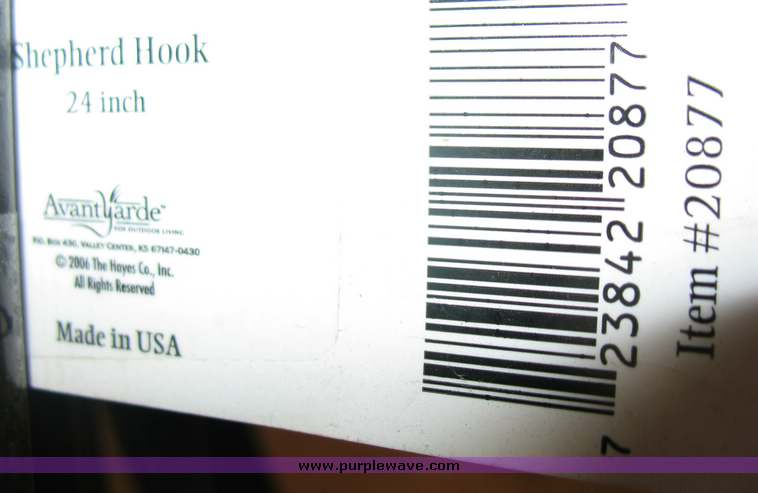 Shepherd Hook
24 inch
AvantYarde™
FOR OUTDOOR LIVING.
P.O. Box 430, Valley Center, KS 67147-0430
© 2006 The Hayes Co., Inc.
All Rights Reserved
Made in USA
7 23842 20877
Item #20877
www.purplewave.com